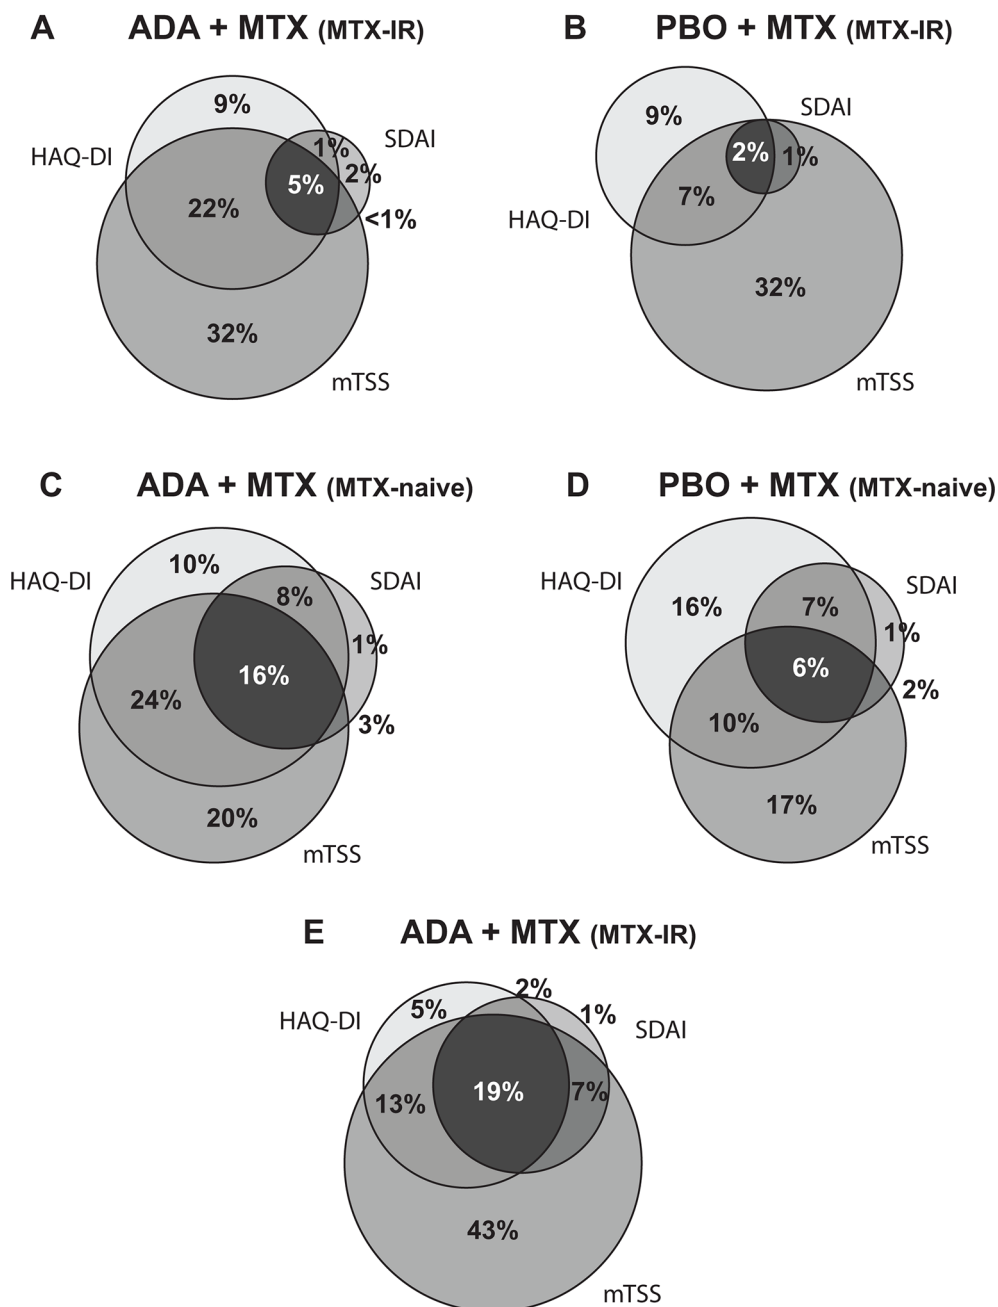 A ADA + MTX (MTX-IR)
B PBO + MTX (MTX-IR)
9%
HAQ-DI
SDAI
1%
2%
5%
22%
<1%
32%
mTSS
9%
SDAI
2%
1%
7%
HAQ-DI
32%
mTSS
C ADA + MTX (MTX-naive)
D PBO + MTX (MTX-naive)
10%
HAQ-DI
SDAI
8%
1%
16%
24%
3%
20%
mTSS
HAQ-DI
SDAI
16%
7%
1%
6%
2%
10%
17%
mTSS
E ADA + MTX (MTX-IR)
2%
5%
1%
HAQ-DI
SDAI
19%
7%
13%
43%
mTSS